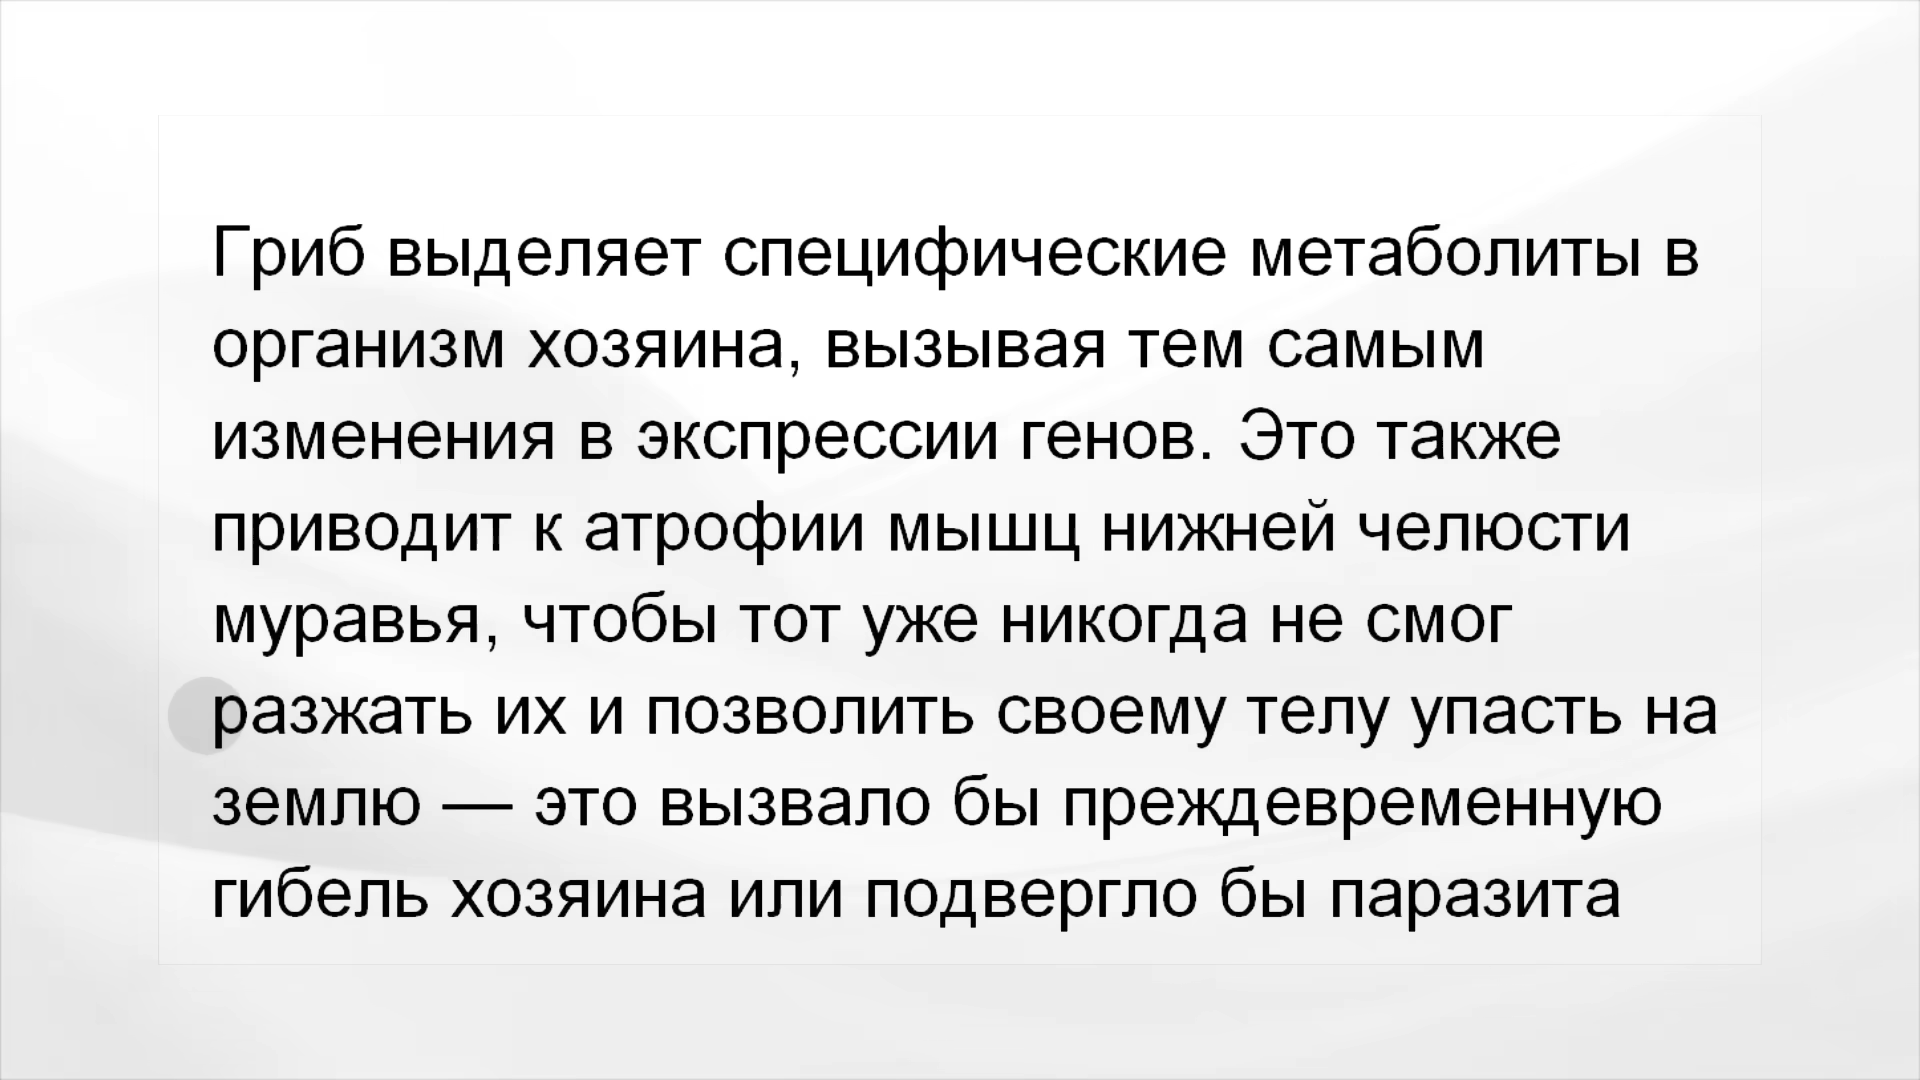 Гриб выделяет специфические метаболиты в
организм хозяина, вызывая тем самым
изменения в экспрессии генов. Это также
приводит к атрофии мышц нижней челюсти
муравья, чтобы тот уже никогда не смог
разжать их и позволить своему телу упасть на
землю — это вызвало бы преждевременную
гибель хозяина или подвергло бы паразита